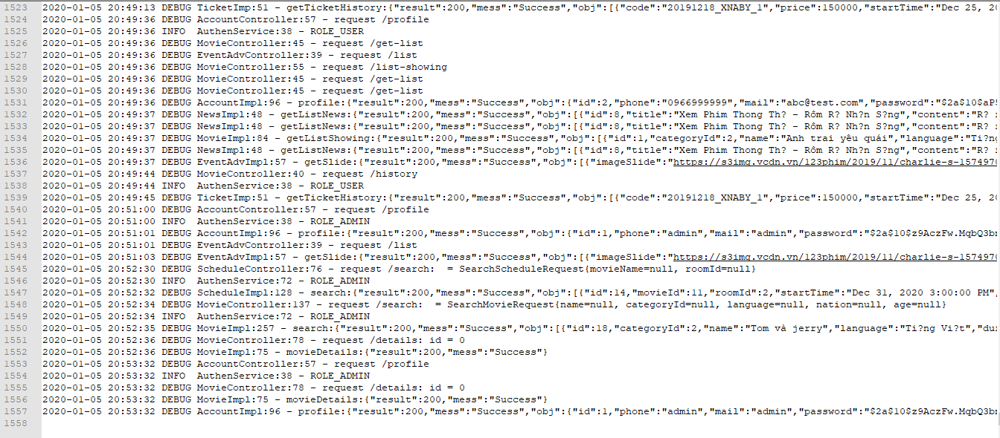 1523 2020-01-05 20:49:13 DEBUG TicketImp:51 - getTicketHistory:{"result":200,"mess":"Success","obj":[{"code":"20191218_XNABY_1","price":150000,"startTime":"Dec 25, 20
1524 2020-01-05 20:49:36 DEBUG AccountController:57 - request /profile
1525 2020-01-05 20:49:36 INFO  AuthenService:38 - ROLE_USER
1526 2020-01-05 20:49:36 DEBUG MovieController:45 - request /get-list
1527 2020-01-05 20:49:36 DEBUG EventAdvController:39 - request /list
1528 2020-01-05 20:49:36 DEBUG MovieController:55 - request /list-showing
1529 2020-01-05 20:49:36 DEBUG MovieController:45 - request /get-list
1530 2020-01-05 20:49:36 DEBUG MovieController:45 - request /get-list
1531 2020-01-05 20:49:36 DEBUG AccountImpl:96 - profile:{"result":200,"mess":"Success","obj":{"id":2,"phone":"0966999999","mail":"abc@test.com","password":"$2a$10$aP
1532 2020-01-05 20:49:37 DEBUG NewsImpl:48 - getListNews:{"result":200,"mess":"Success","obj":[{"id":8,"title":"Xem Phim Thong Th? - Rôm R? Nh?n S?ng","content":"R?
1533 2020-01-05 20:49:37 DEBUG NewsImpl:48 - getListNews:{"result":200,"mess":"Success","obj":[{"id":8,"title":"Xem Phim Thong Th? - Rôm R? Nh?n S?ng","content":"R?
1534 2020-01-05 20:49:37 DEBUG MovieImpl:84 - getListShowing:{"result":200,"mess":"Success","obj":[{"id":1,"categoryId":2,"name":"Anh trai yêu quái","language":"Ti?ng
1535 2020-01-05 20:49:37 DEBUG NewsImpl:48 - getListNews:{"result":200,"mess":"Success","obj":[{"id":8,"title":"Xem Phim Thong Th? - Rôm R? Nh?n S?ng","content":"R?
1536 2020-01-05 20:49:37 DEBUG EventAdvImpl:57 - getSlide:{"result":200,"mess":"Success","obj":[{"imageSlide":"https://s3img.vcdn.vn/123phim/2019/11/charlie-s-1574970
1537 2020-01-05 20:49:44 DEBUG MovieController:40 - request /history
1538 2020-01-05 20:49:44 INFO  AuthenService:38 - ROLE_USER
1539 2020-01-05 20:49:45 DEBUG TicketImp:51 - getTicketHistory:{"result":200,"mess":"Success","obj":[{"code":"20191218_XNABY_1","price":150000,"startTime":"Dec 25, 20
1540 2020-01-05 20:51:00 DEBUG AccountController:57 - request /profile
1541 2020-01-05 20:51:00 INFO  AuthenService:38 - ROLE_ADMIN
1542 2020-01-05 20:51:01 DEBUG AccountImpl:96 - profile:{"result":200,"mess":"Success","obj":{"id":1,"phone":"admin","mail":"admin","password":"$2a$10$z9AczFw.MqbQ3br
1543 2020-01-05 20:51:01 DEBUG EventAdvController:39 - request /list
1544 2020-01-05 20:51:03 DEBUG EventAdvImpl:57 - getSlide:{"result":200,"mess":"Success","obj":[{"imageSlide":"https://s3img.vcdn.vn/123phim/2019/11/charlie-s-1574970
1545 2020-01-05 20:52:30 DEBUG ScheduleController:76 - request /search:  = SearchScheduleRequest{movieName=null, roomId=null}
1546 2020-01-05 20:52:30 INFO  AuthenService:72 - ROLE_ADMIN
1547 2020-01-05 20:52:32 DEBUG ScheduleImpl:128 - search:{"result":200,"mess":"Success","obj":[{"id":14,"movieId":11,"roomId":2,"startTime":"Dec 31, 2020 3:00:00 PM",
1548 2020-01-05 20:52:34 DEBUG MovieController:137 - request /search:  = SearchMovieRequest{name=null, categoryId=null, language=null, nation=null, age=null}
1549 2020-01-05 20:52:34 INFO  AuthenService:72 - ROLE_ADMIN
1550 2020-01-05 20:52:35 DEBUG MovieImpl:257 - search:{"result":200,"mess":"Success","obj":[{"id":18,"categoryId":2,"name":"Tom và jerry","language":"Ti?ng Vi?t","du
1551 2020-01-05 20:52:36 DEBUG MovieController:78 - request /details: id = 0
1552 2020-01-05 20:52:36 DEBUG MovieImpl:75 - movieDetails:{"result":200,"mess":"Success"}
1553 2020-01-05 20:53:32 DEBUG AccountController:57 - request /profile
1554 2020-01-05 20:53:32 INFO  AuthenService:38 - ROLE_ADMIN
1555 2020-01-05 20:53:32 DEBUG MovieController:78 - request /details: id = 0
1556 2020-01-05 20:53:32 DEBUG MovieImpl:75 - movieDetails:{"result":200,"mess":"Success"}
1557 2020-01-05 20:53:32 DEBUG AccountImpl:96 - profile:{"result":200,"mess":"Success","obj":{"id":1,"phone":"admin","mail":"admin","password":"$2a$10$z9AczFw.MqbQ3br
1558